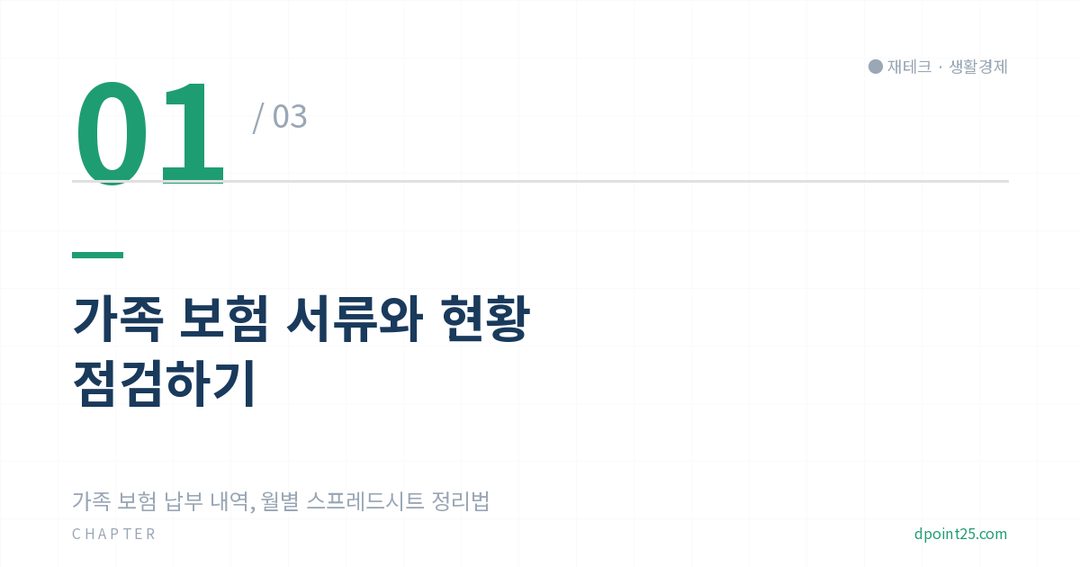 01 / 03
● 재테크 · 생활경제
가족 보험 서류와 현황
점검하기
가족 보험 납부 내역, 월별 스프레드시트 정리법
CHAPTER
dpoint25.com